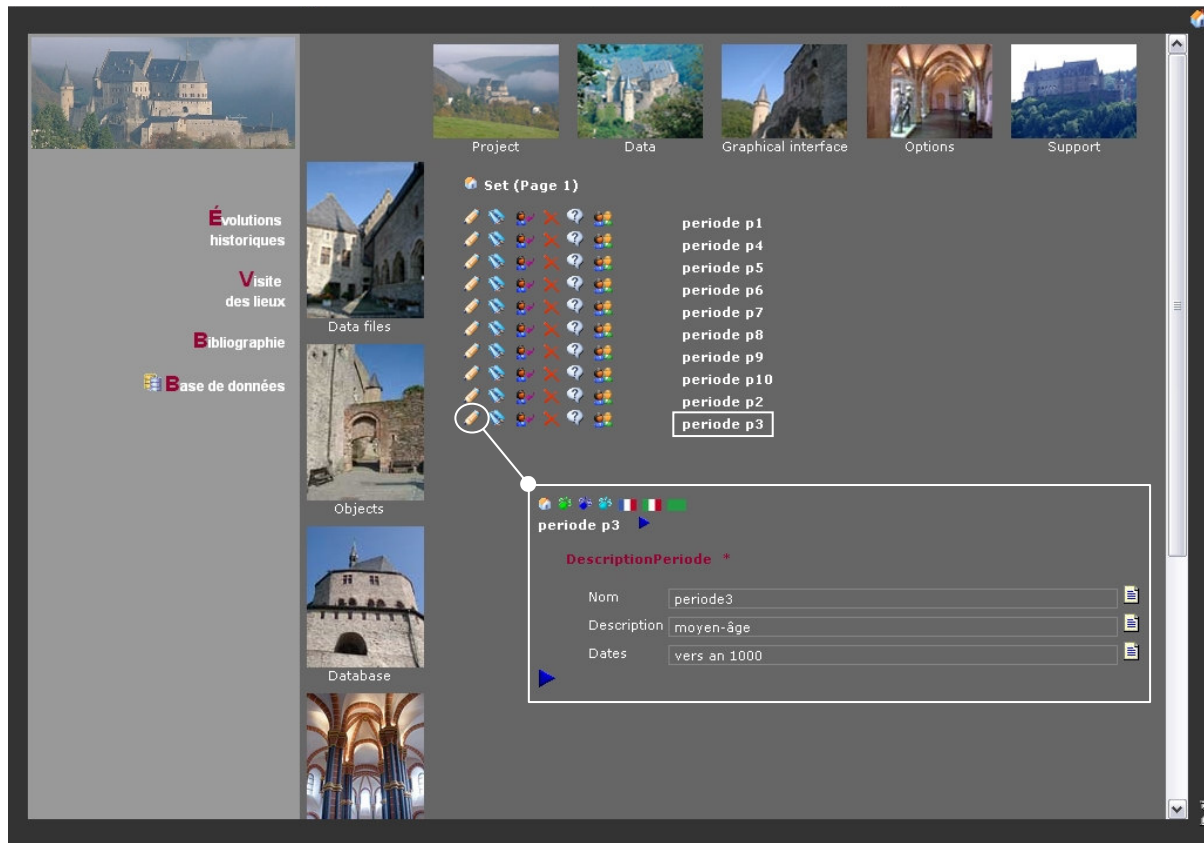 Project
Data
Graphical interface
Options
Support
Évolutions
historiques
Visite
des lieux
Bibliographie
Base de données
Data files
Objects
Database
Set (Page 1)
periode p1
periode p4
periode p5
periode p6
periode p7
periode p8
periode p9
periode p10
periode p2
periode p3
periode p3
DescriptionPeriode *
Nom
periode3
Description
moyen-âge
Dates
vers an 1000